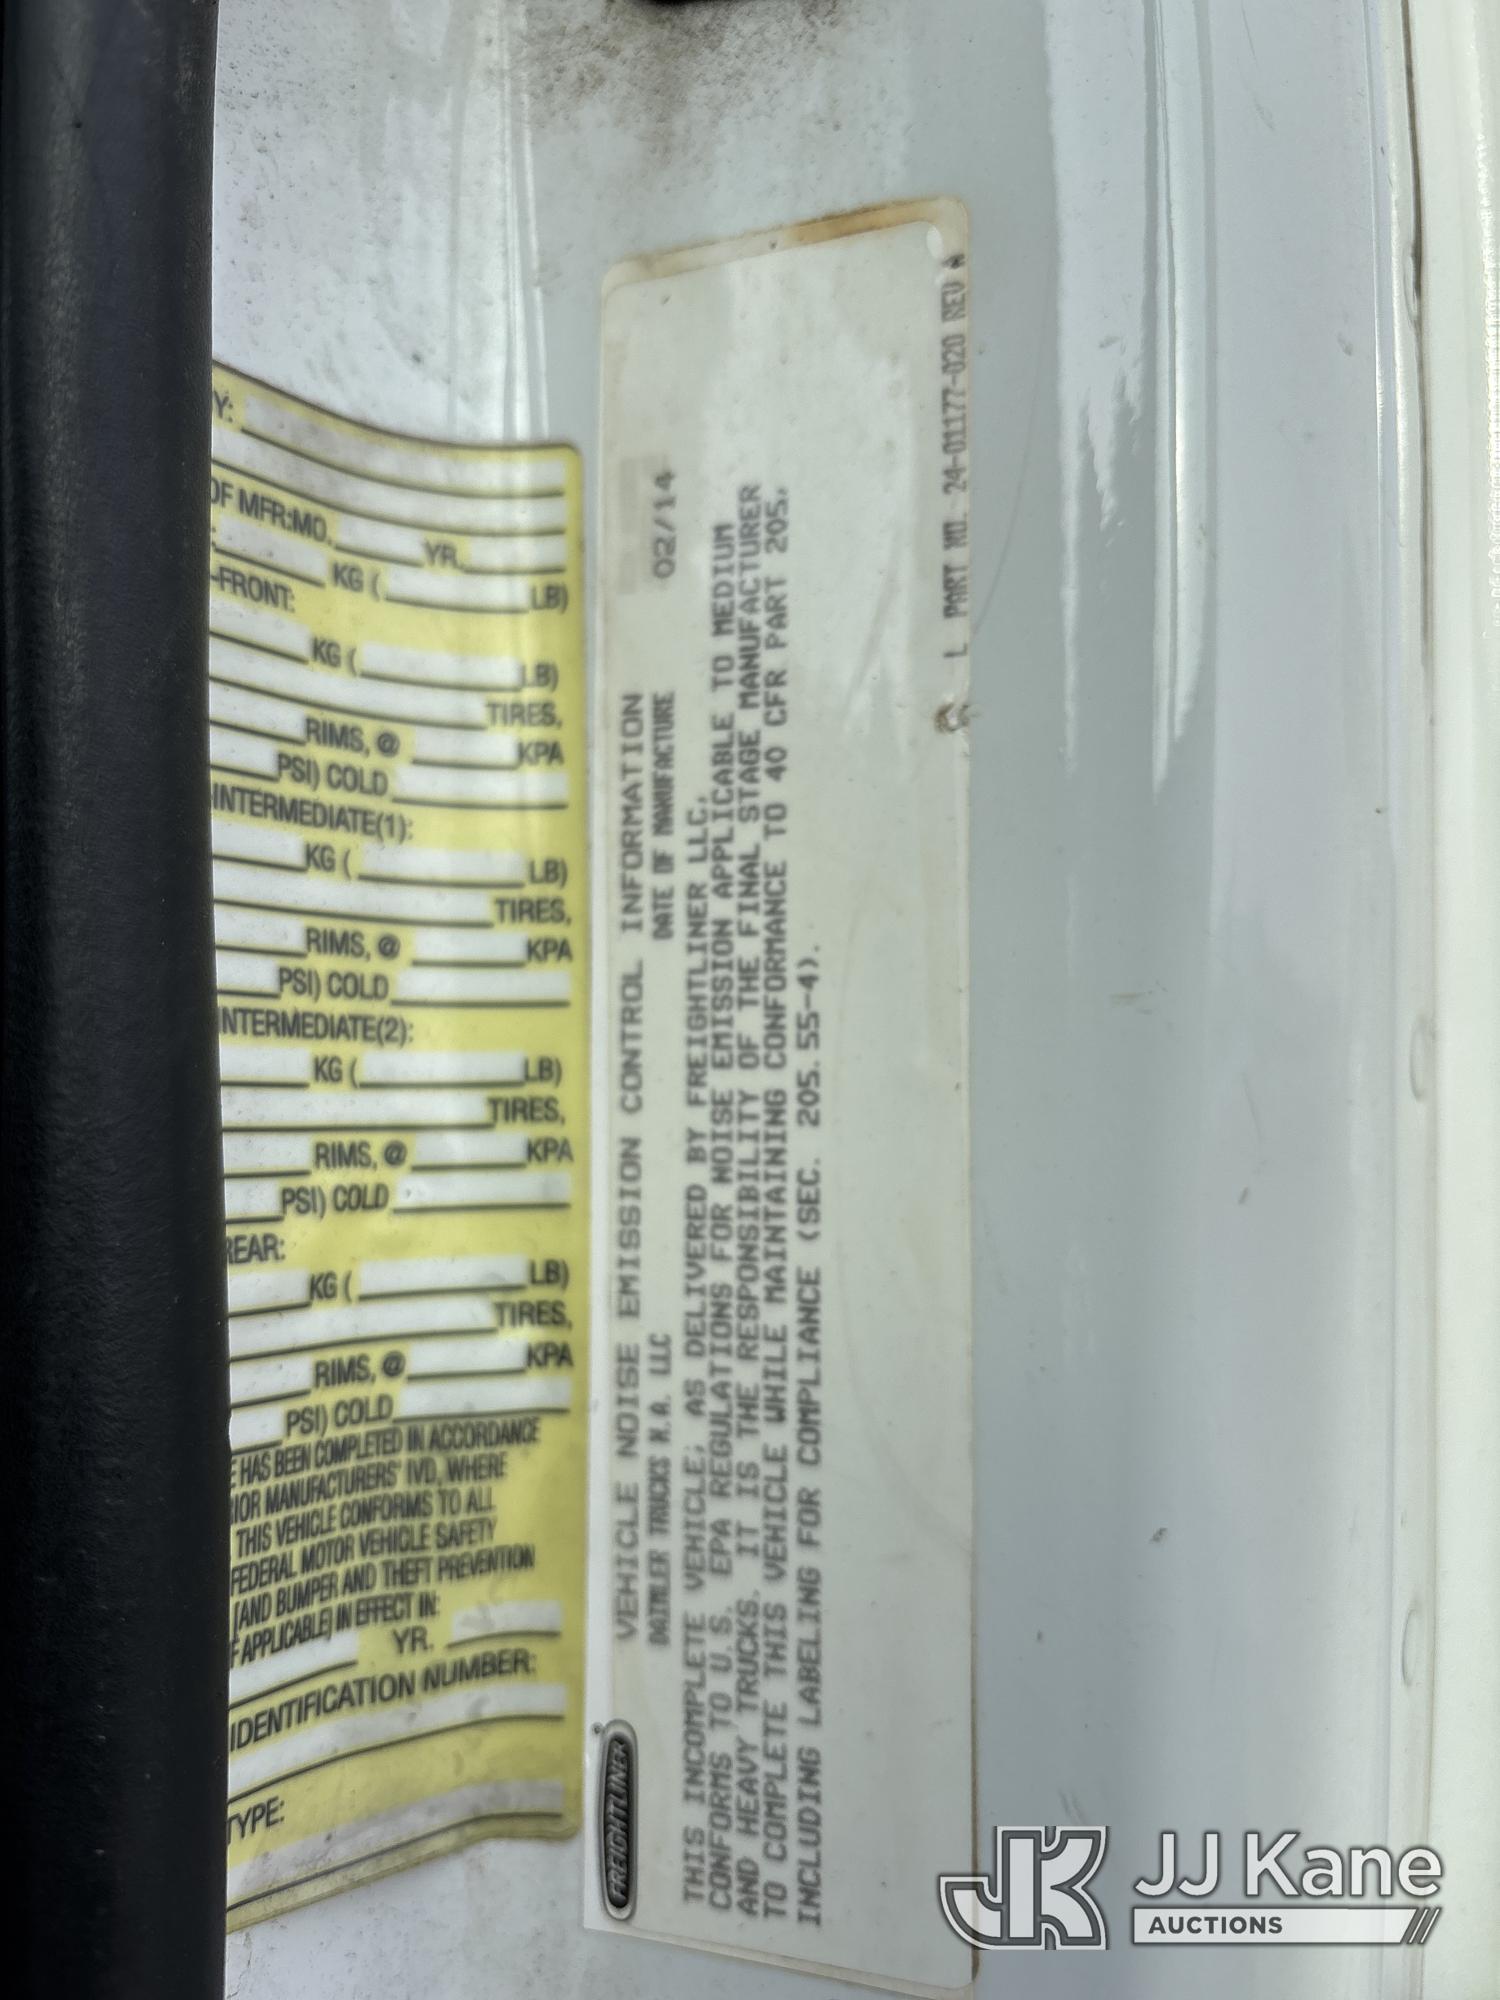 Y:
OF MFR:MO. YR.
KG ( LB)
-FRONT:
KG ( LB)
TIRES,
RIMS, @ KPA
PSI) COLD
INTERMEDIATE(1):
KG ( LB)
TIRES,
RIMS, @ KPA
PSI) COLD
INTERMEDIATE(2):
KG ( LB)
TIRES,
RIMS, @ KPA
PSI) COLD
REAR:
KG ( LB)
TIRES,
RIMS, @ KPA
PSI) COLD
E HAS BEEN COMPLETED IN ACCORDANCE
IOR MANUFACTURERS' IVD, WHERE
THIS VEHICLE CONFORMS TO ALL
FEDERAL MOTOR VEHICLE SAFETY
[AND BUMPER AND THEFT PREVENTION
F APPLICABLE] IN EFFECT IN:
YR.
IDENTIFICATION NUMBER:
TYPE:
FREIGHTLINER
VEHICLE NOISE EMISSION CONTROL INFORMATION
DAIMLER TRUCKS N.A. LLC DATE OF MANUFACTURE 02/14
THIS INCOMPLETE VEHICLE, AS DELIVERED BY FREIGHTLINER LLC,
CONFORMS TO U.S. EPA REGULATIONS FOR NOISE EMISSION APPLICABLE TO MEDIUM
AND HEAVY TRUCKS. IT IS THE RESPONSIBILITY OF THE FINAL STAGE MANUFACTURER
TO COMPLETE THIS VEHICLE WHILE MAINTAINING CONFORMANCE TO 40 CFR PART 205,
INCLUDING LABELING FOR COMPLIANCE (SEC. 205.55-4).
L PART NO. 24-01177-020 REV A
JK JJ Kane
AUCTIONS